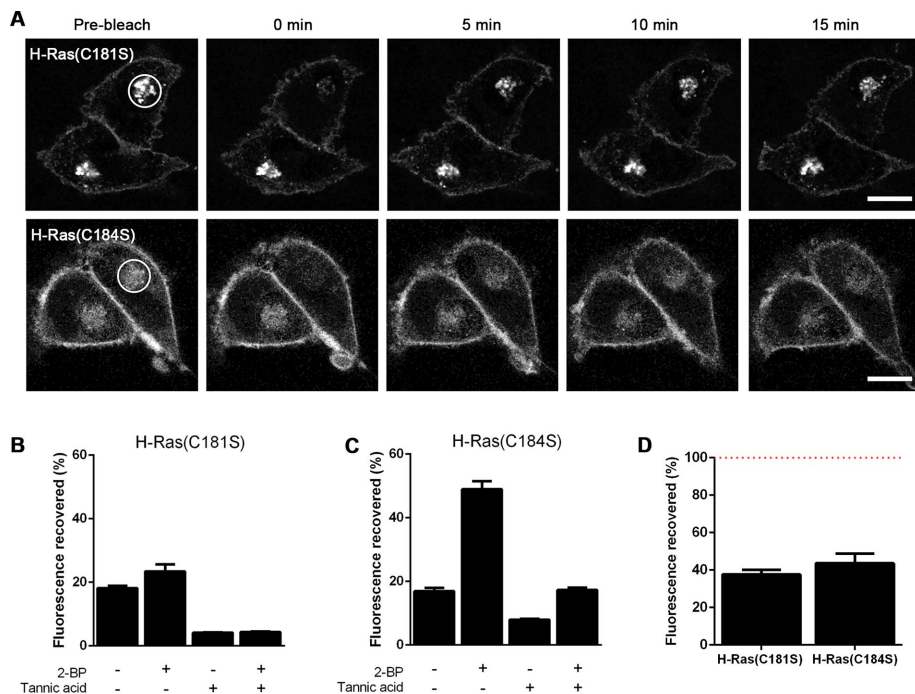 A
Pre-bleach 0 min 5 min 10 min 15 min
H-Ras(C181S)
H-Ras(C184S)
B
H-Ras(C181S)
Fluorescence recovered (%)
60
40
20
0
2-BP - + - +
Tannic acid - - + +
C
H-Ras(C184S)
Fluorescence recovered (%)
60
40
20
0
2-BP - + - +
Tannic acid - - + +
D
Fluorescence recovered (%)
100
80
60
40
20
0
H-Ras(C181S) H-Ras(C184S)